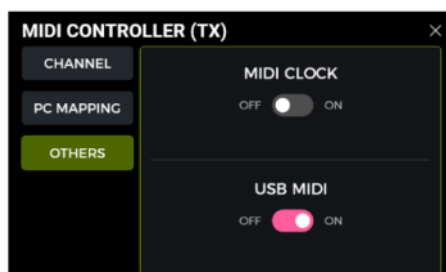 MIDI CONTROLLER (TX)
CHANNEL
PC MAPPING
OTHERS
MIDI CLOCK
OFF ON
USB MIDI
OFF ON